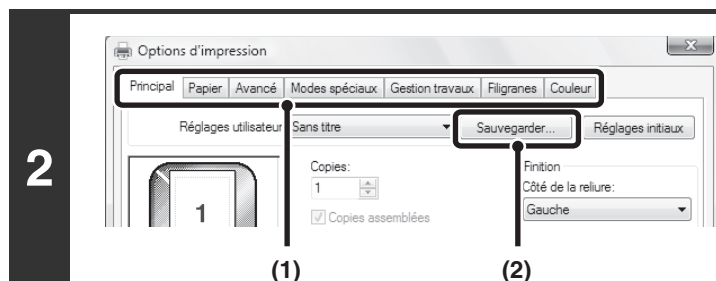 2
Options d'impression
Principal Papier Avancé Modes spéciaux Gestion travaux Filigranes Couleur
Réglages utilisateur Sans titre Sauvegarder... Réglages initiaux
Copies: Finition
1 Côté de la reliure:
1 Copies assemblées Gauche
(1) (2)